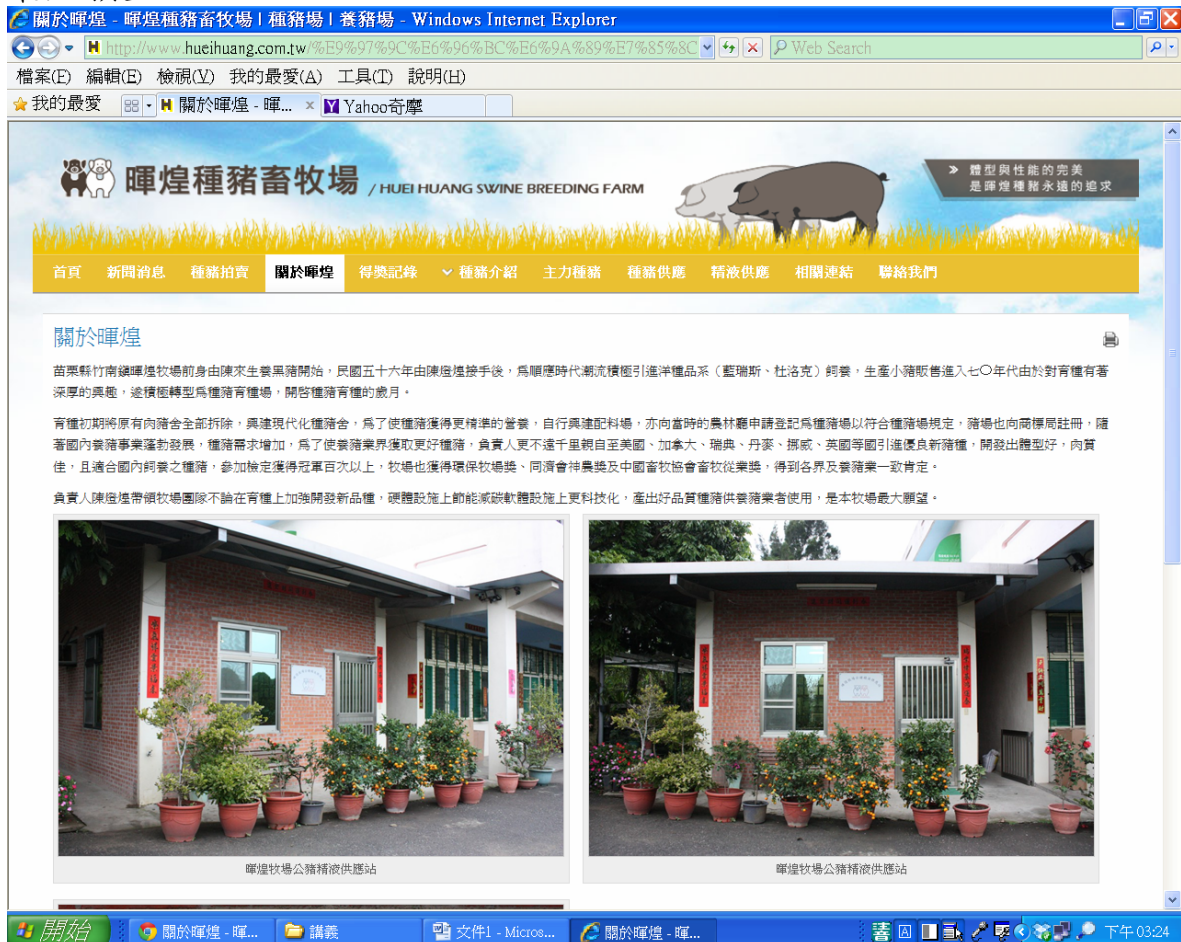 關於暉煌 - 暉煌種豬畜牧場 | 種豬場 | 養豬場 - Windows Internet Explorer
http://www.hueihuang.com.tw/%E9%97%9C%E6%96%BC%E6%9A%89%E7%85%8C
Web Search
檔案(F) 編輯(E) 檢視(V) 我的最愛(A) 工具(T) 說明(H)
我的最愛 關於暉煌 - 暉... Yahoo奇摩
暉煌種豬畜牧場 / HUEI HUANG SWINE BREEDING FARM
體型與性能的完美
是暉煌種豬永遠的追求
首頁 新聞消息 種豬拍賣 關於暉煌 得獎記錄 種豬介紹 主力種豬 種豬供應 精液供應 相關連結 聯絡我們
關於暉煌
苗栗縣竹南鎮暉煌牧場前身由陳來生養黑豬開始，民國五十六年由陳燈煌接手後，為順應時代潮流積極引進洋種品系（藍瑞斯、杜洛克）飼養，生產小豬販售進入七○年代由於對育種有著
深厚的興趣，遂積極轉型為種豬育種場，開啓種豬育種的歲月。
育種初期將原有肉豬舍全部拆除，興建現代化種豬舍，為了使種豬獲得更精準的營養，自行興建配料場，亦向當時的農林廳申請登記為種豬場以符合種豬場規定，豬場也向商標局註冊，隨
著國內養豬事業蓬勃發展，種豬需求增加，為了使養豬業界獲取更好種豬，負責人更不遠千里親自至美國、加拿大、瑞典、丹麥、挪威、英國等國引進優良新豬種，開發出體型好，肉質
佳，且適合國內飼養之種豬，參加檢定獲得冠軍百次以上，牧場也獲得環保牧場獎、同濟會神農獎及中國畜牧協會畜牧從業獎，得到各界及養豬業一致肯定。
負責人陳燈煌帶領牧場團隊不論在育種上加強開發新品種，硬體設施上節能減碳軟體設施上更科技化，產出好品質種豬供養豬業者使用，是本牧場最大願望。
暉煌牧場公豬精液供應站
暉煌牧場公豬精液供應站
開始 關於暉煌 - 暉... 講義 文件1 - Micros... 關於暉煌 - 暉... 下午 03:24